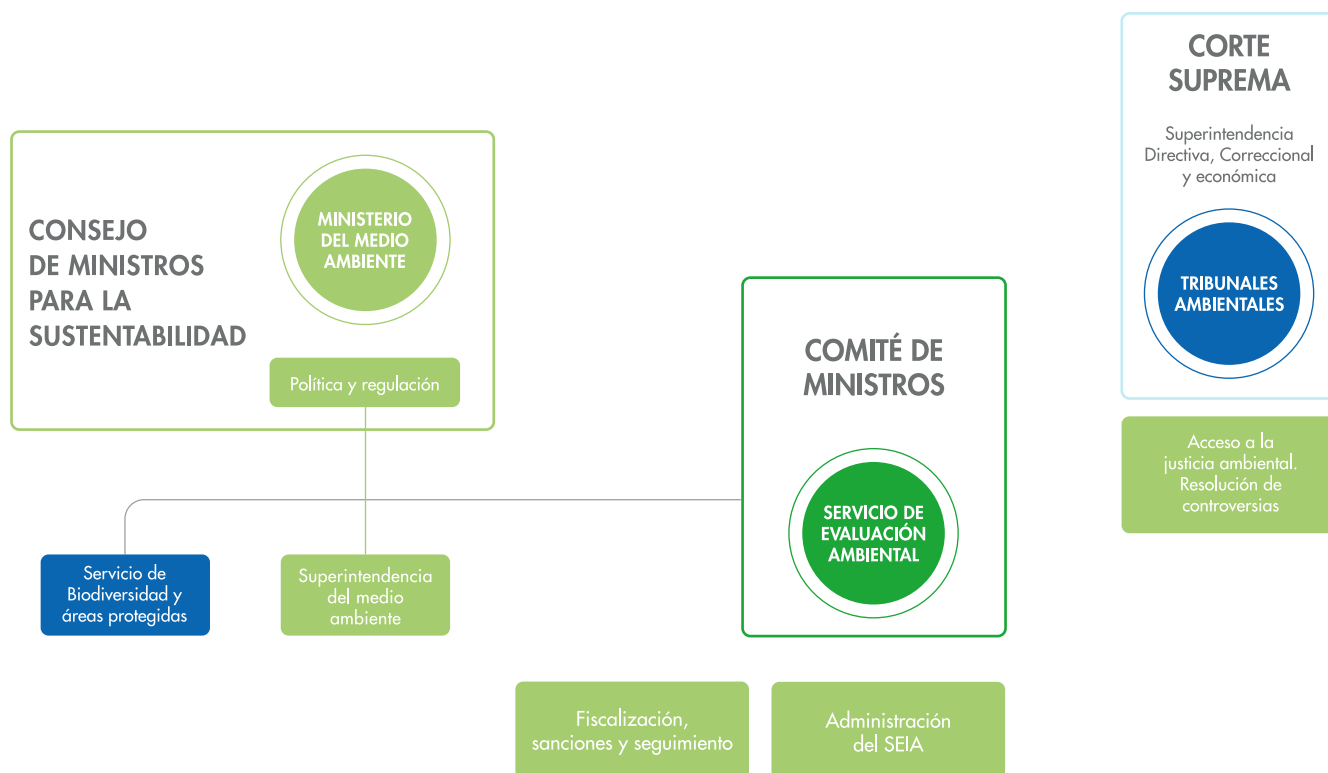 CONSEJO
DE MINISTROS
PARA LA
SUSTENTABILIDAD
MINISTERIO
DEL MEDIO
AMBIENTE
Política y regulación
Servicio de
Biodiversidad y
áreas protegidas
Superintendencia
del medio
ambiente
COMITÉ DE
MINISTROS
SERVICIO DE
EVALUACIÓN
AMBIENTAL
Fiscalización,
sanciones y seguimiento
Administración
del SEIA
CORTE
SUPREMA
Superintendencia
Directiva, Correccional
y económica
TRIBUNALES
AMBIENTALES
Acceso a la
justicia ambiental.
Resolución de
controversias